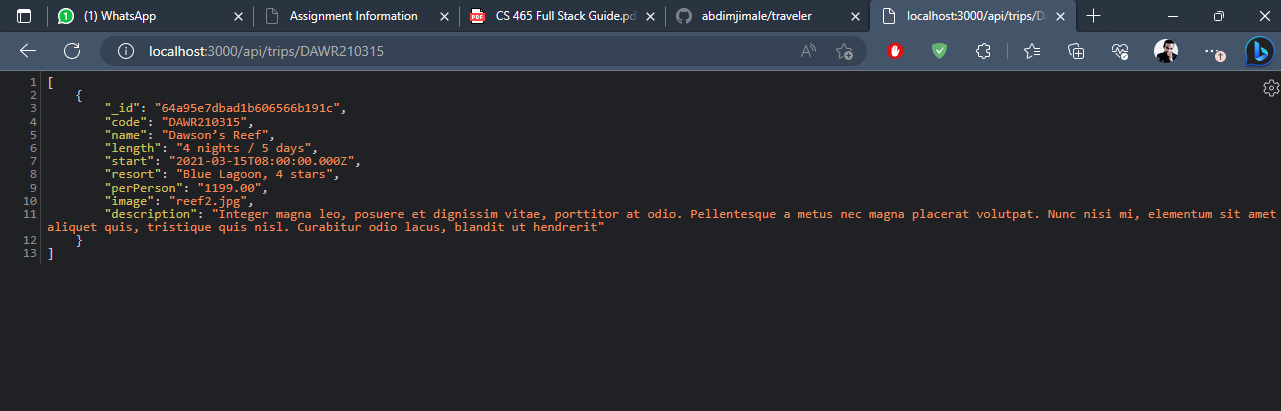 (1) WhatsApp
Assignment Information
CS 465 Full Stack Guide.pd
abdimjimale/traveler
localhost:3000/api/trips/DA
localhost:3000/api/trips/DAWR210315
1 [
2 {
3 "_id": "64a95e7dbad1b606566b191c",
4 "code": "DAWR210315",
5 "name": "Dawson’s Reef",
6 "length": "4 nights / 5 days",
7 "start": "2021-03-15T08:00:00.000Z",
8 "resort": "Blue Lagoon, 4 stars",
9 "perPerson": "1199.00",
10 "image": "reef2.jpg",
11 "description": "Integer magna leo, posuere et dignissim vitae, porttitor at odio. Pellentesque a metus nec magna placerat volutpat. Nunc nisi mi, elementum sit amet
aliquet quis, tristique quis nisl. Curabitur odio lacus, blandit ut hendrerit"
12 }
13 ]